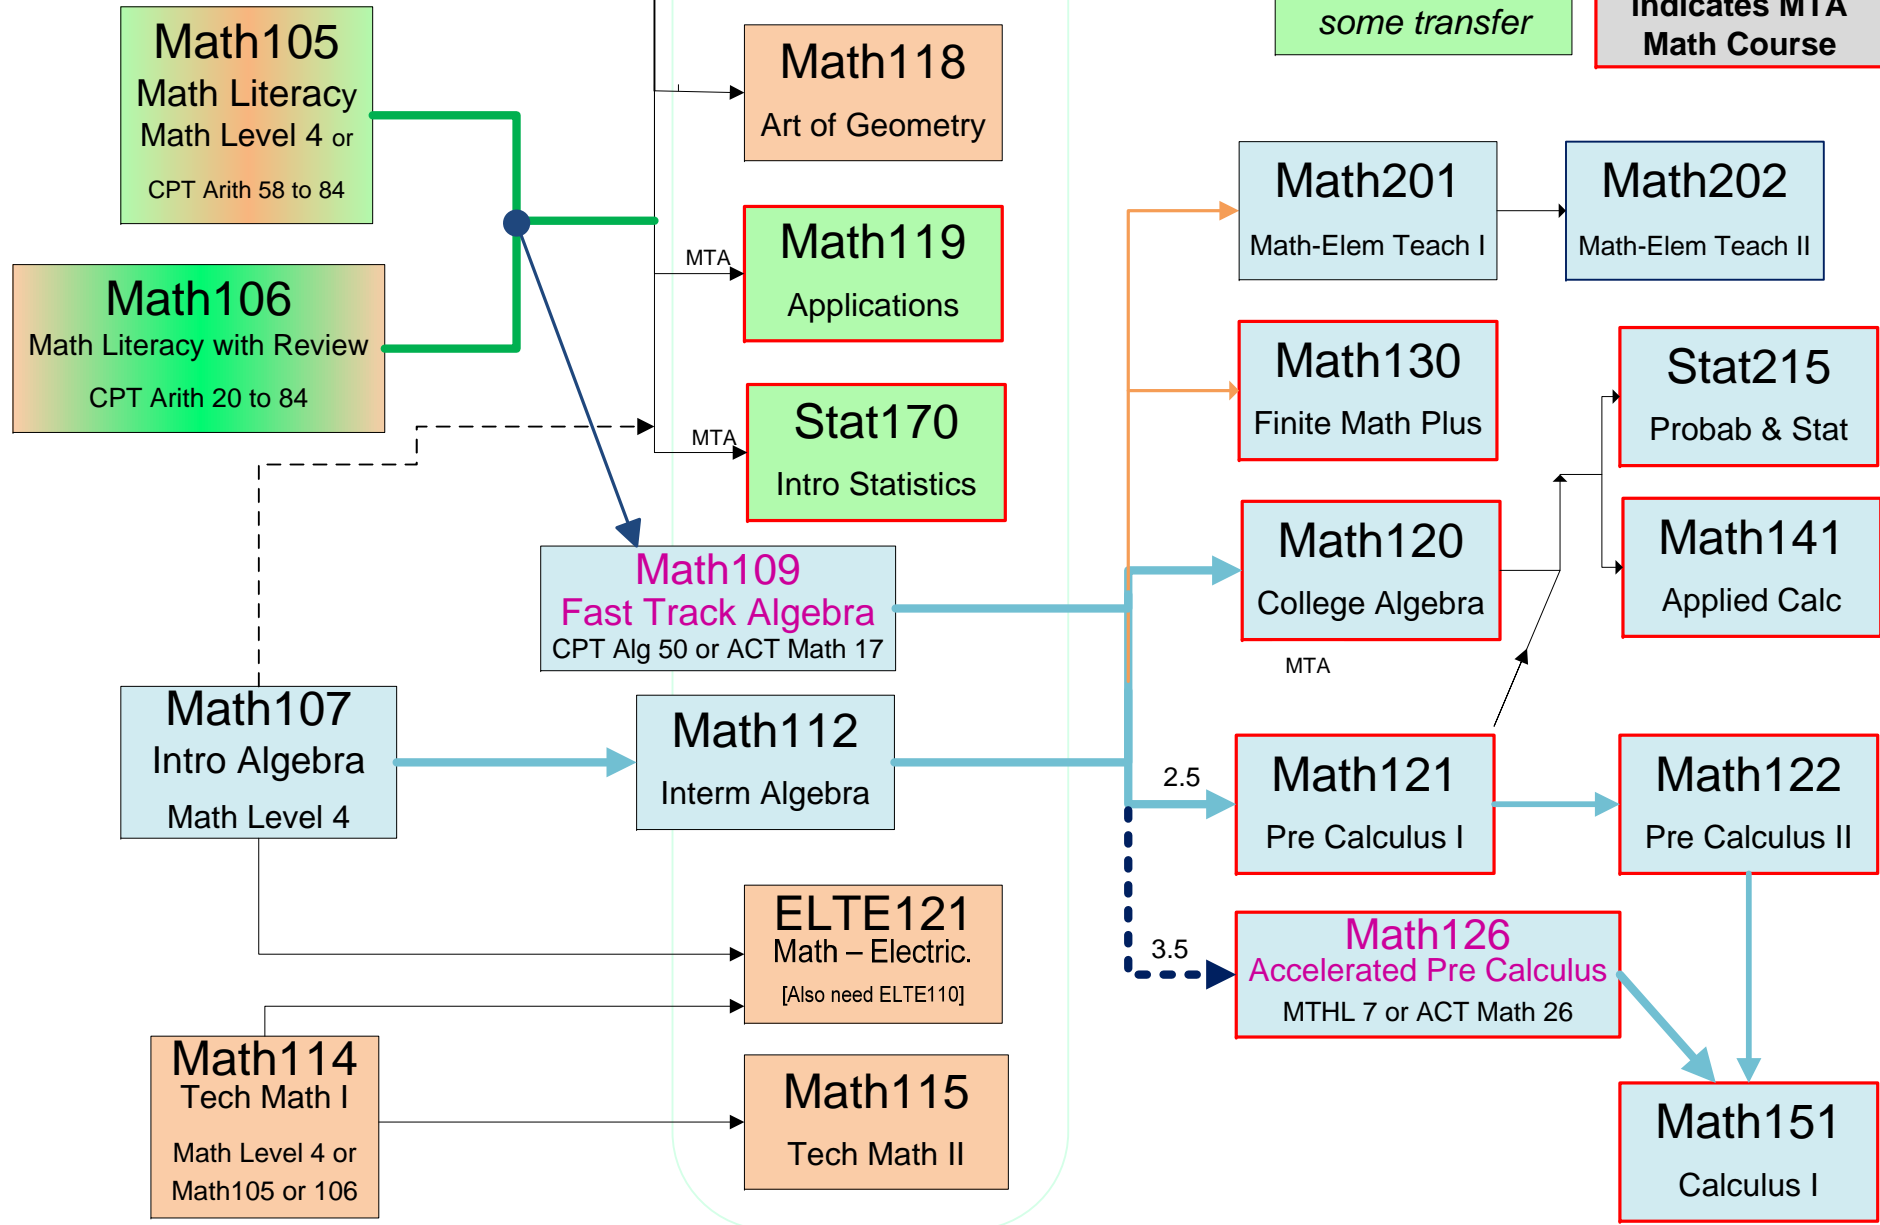 Math105
Math Literacy
Math Level 4 or
CPT Arith 58 to 84
Math106
Math Literacy with Review
CPT Arith 20 to 84
Math118
Art of Geometry
MTA
Math119
Applications
MTA
Stat170
Intro Statistics
some transfer
indicates MTA
Math Course
Math201
Math-Elem Teach I
Math202
Math-Elem Teach II
Math130
Finite Math Plus
Stat215
Probab & Stat
Math120
College Algebra
MTA
Math141
Applied Calc
Math109
Fast Track Algebra
CPT Alg 50 or ACT Math 17
Math107
Intro Algebra
Math Level 4
Math112
Interm Algebra
2.5
Math121
Pre Calculus I
Math122
Pre Calculus II
ELTE121
Math – Electric.
[Also need ELTE110]
3.5
Math126
Accelerated Pre Calculus
MTHL 7 or ACT Math 26
Math114
Tech Math I
Math Level 4 or
Math105 or 106
Math115
Tech Math II
Math151
Calculus I